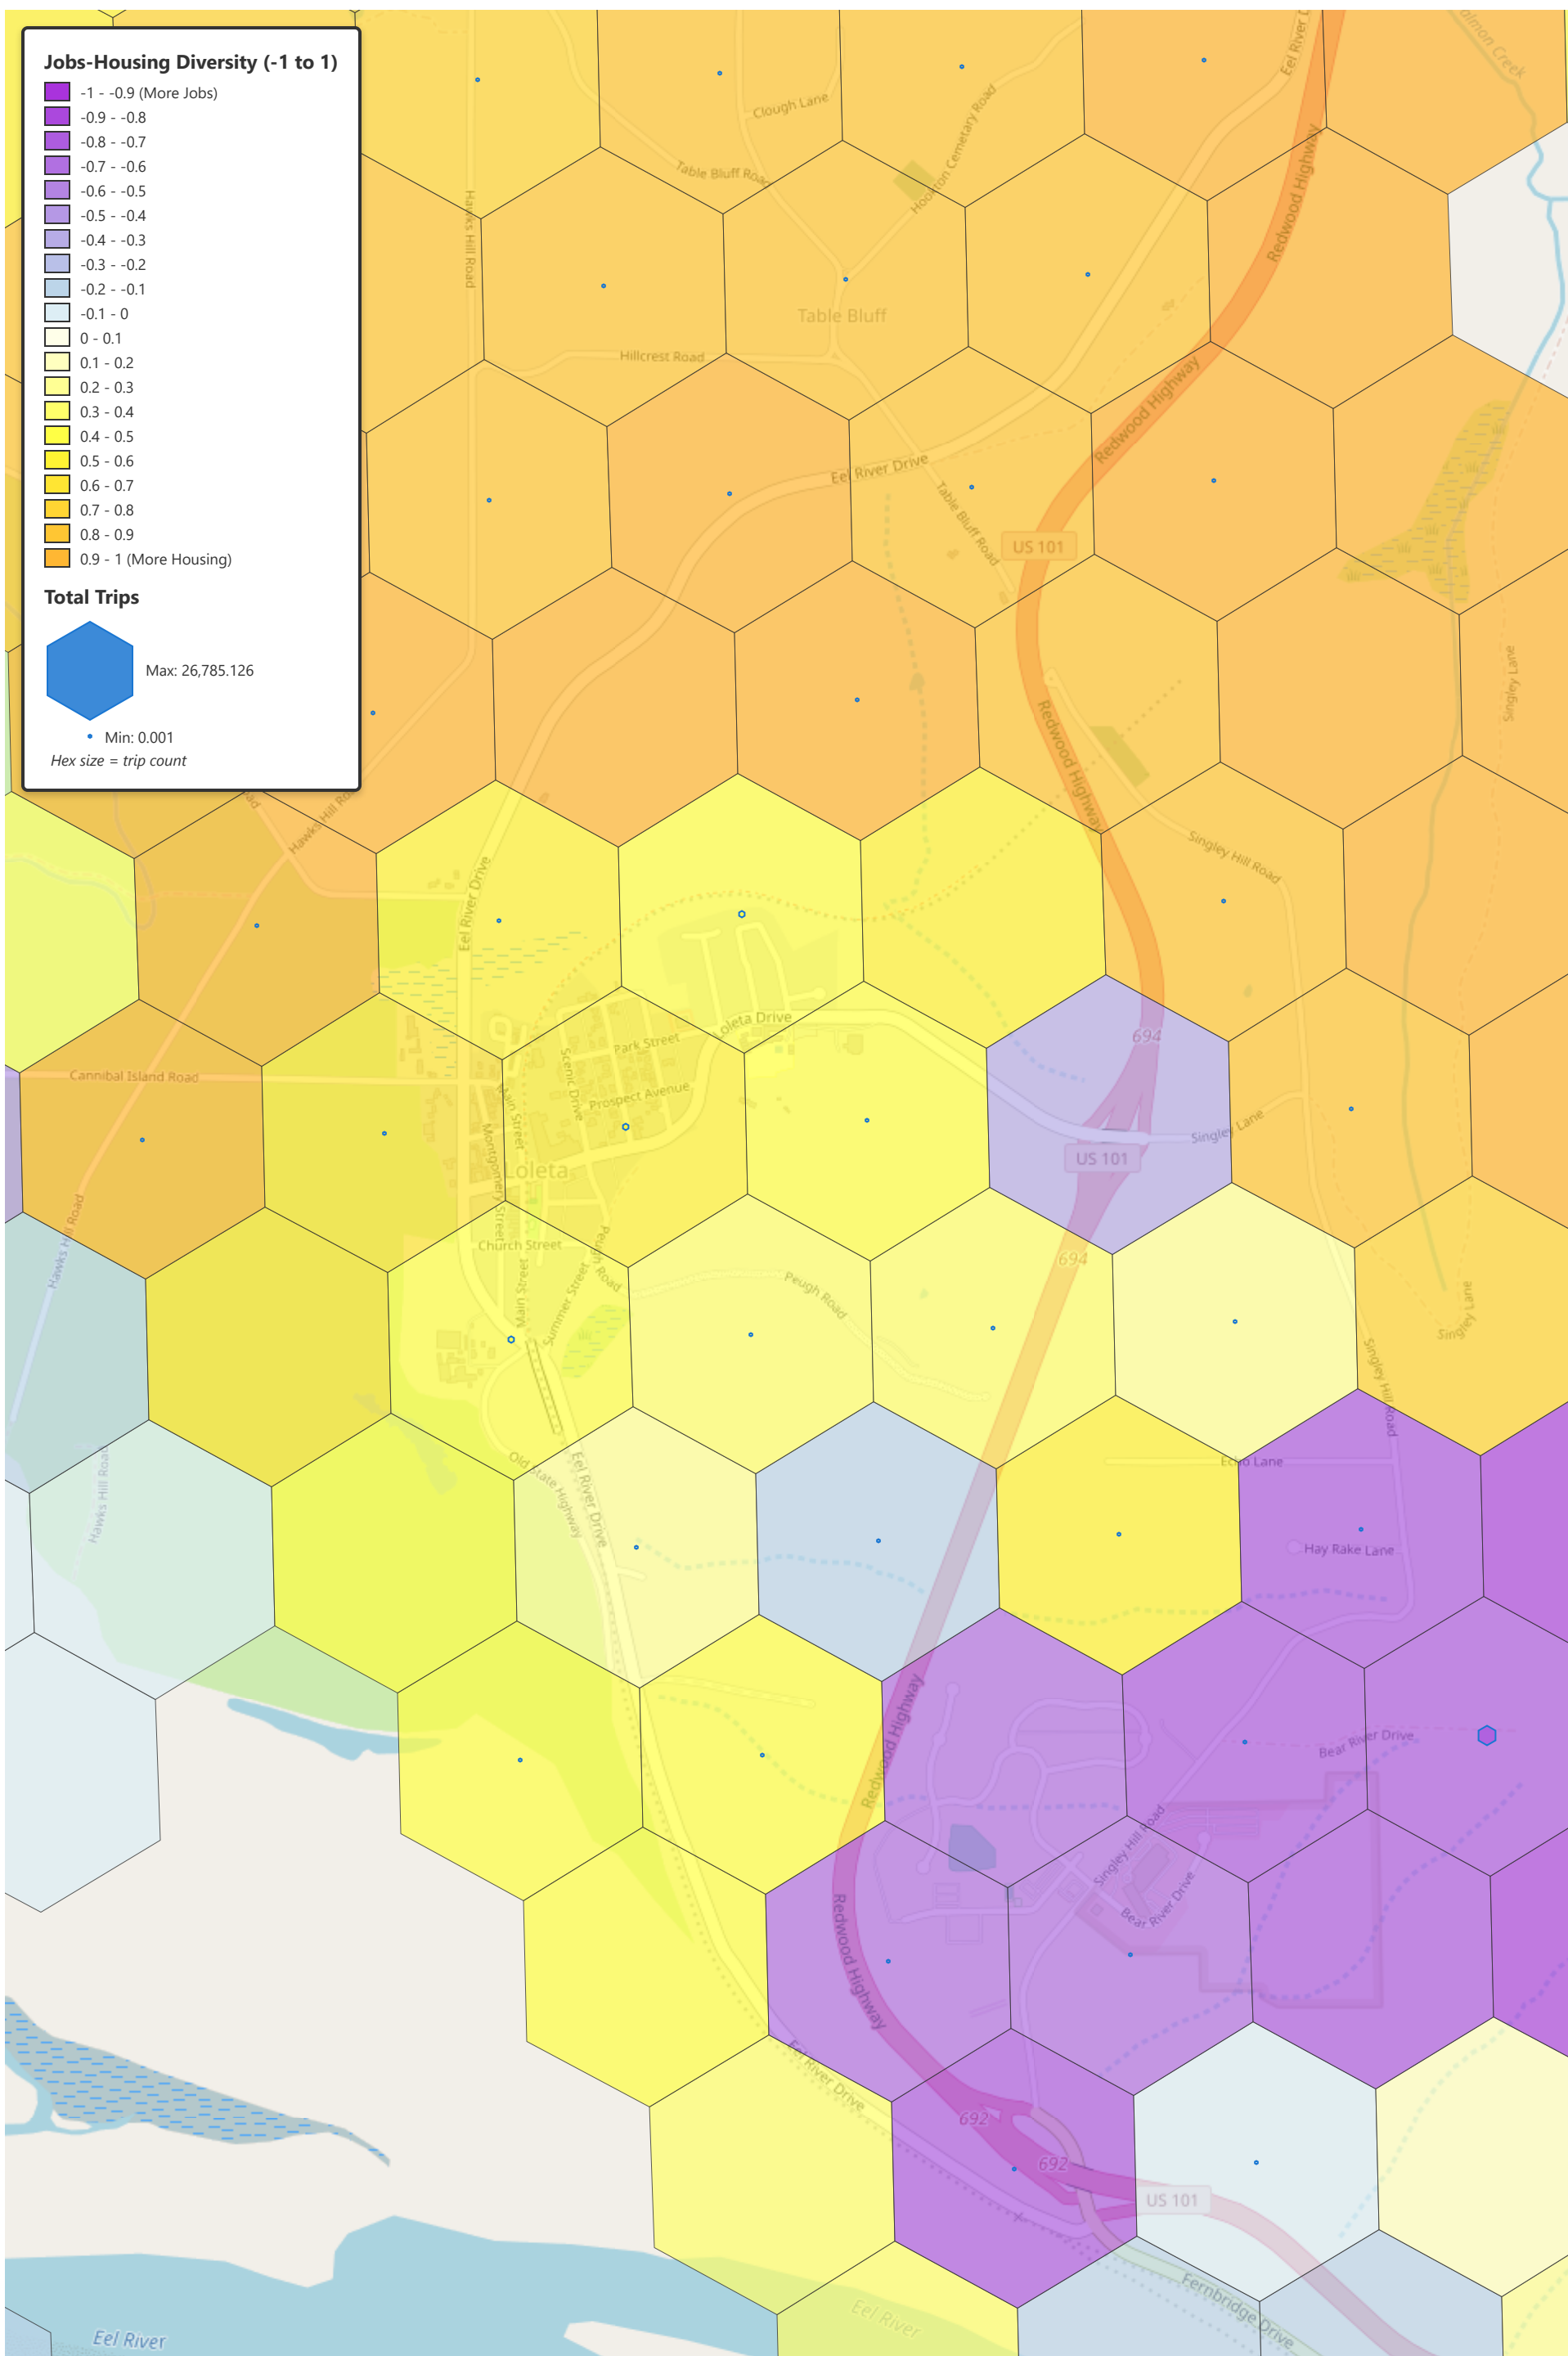 Jobs-Housing Diversity (-1 to 1)
-1 - -0.9 (More Jobs)
-0.9 - -0.8
-0.8 - -0.7
-0.7 - -0.6
-0.6 - -0.5
-0.5 - -0.4
-0.4 - -0.3
-0.3 - -0.2
-0.2 - -0.1
-0.1 - 0
0 - 0.1
0.1 - 0.2
0.2 - 0.3
0.3 - 0.4
0.4 - 0.5
0.5 - 0.6
0.6 - 0.7
0.7 - 0.8
0.8 - 0.9
0.9 - 1 (More Housing)
Total Trips
Max: 26,785.126
Min: 0.001
Hex size = trip count
Eel River
Creek
Clough Lane
Table Bluff Road
Cemetary Road
Redwood Highway
Hawks Hill Road
Table Bluff
Hillcrest Road
Redwood Highway
Eel River Drive
Table Bluff Road
US 101
Singley Lane
Redwood Highway
Hawks Hill
Singley Hill Road
Eel River Drive
Loleta Drive
Park Street
694
Cannibal Island Road
Scenic Drive
Prospect Avenue
Main Street
Montgomery Street
Singley Lane
US 101
Loleta
Hawks Hill Road
Church Street
Peugh Road
694
Peugh Road
Main Street
Summer Street
Singley Lane
Singley Lane
Singley Hill Road
Echo Lane
Hawks Hill Road
Old State Highway
Eel River Drive
Hay Rake Lane
Redwood Highway
Bear River Drive
Singley Hill Road
Bear River Drive
Redwood Highway
Eel River Drive
692
692
US 101
Fernbridge Drive
Eel River
Eel River